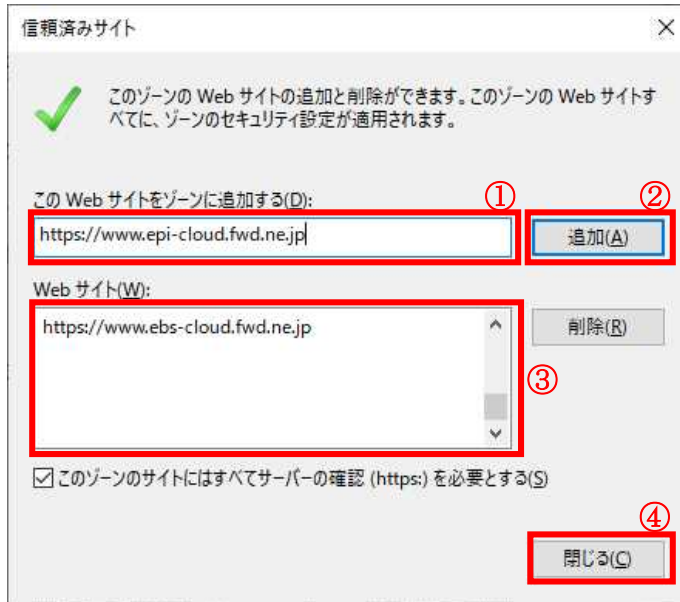 信頼済みサイト
このゾーンの Web サイトの追加と削除ができます。このゾーンの Web サイトす
べてに、ゾーンのセキュリティ設定が適用されます。
この Web サイトをゾーンに追加する(D):
①
②
https://www.epi-cloud.fwd.ne.jp
追加(A)
Web サイト(W):
https://www.ebs-cloud.fwd.ne.jp
削除(R)
③
このゾーンのサイトにはすべてサーバーの確認 (https:) を必要とする(S)
④
閉じる(C)